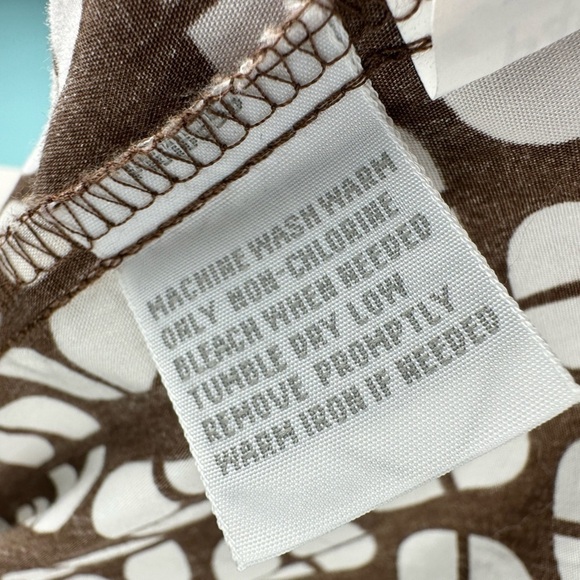 MACHINE WASH WARM
ONLY NON-CHLORINE
BLEACH WHEN NEEDED
TUMBLE DRY LOW
REMOVE PROMPTLY
WARM IRON IF NEEDED